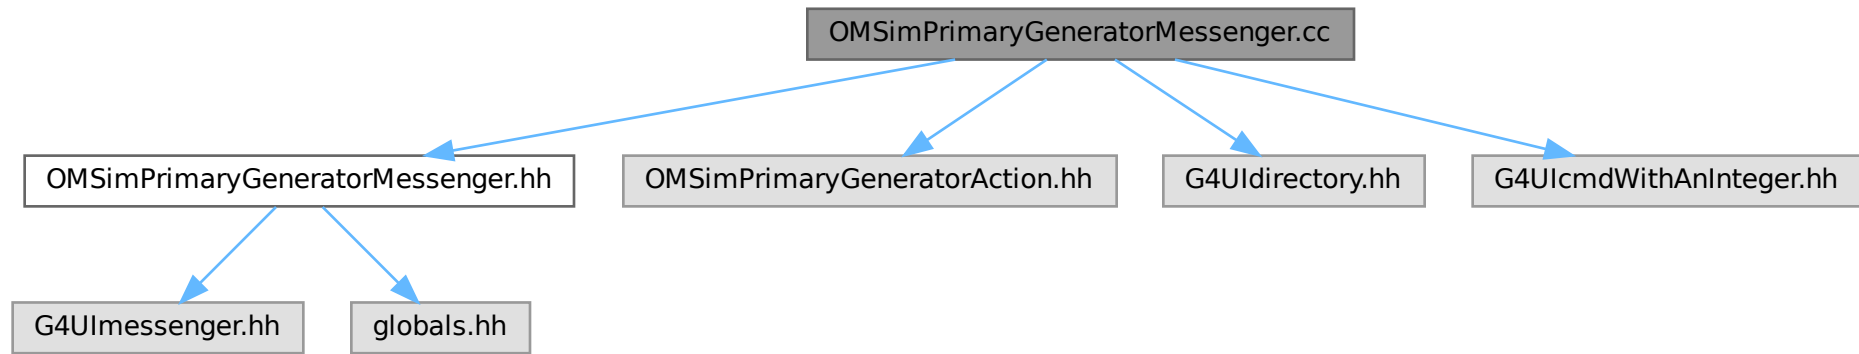 OMSimPrimaryGeneratorMessenger.cc
OMSimPrimaryGeneratorMessenger.hh
OMSimPrimaryGeneratorAction.hh
G4UIdirectory.hh
G4UIcmdWithAnInteger.hh
G4UImessenger.hh
globals.hh